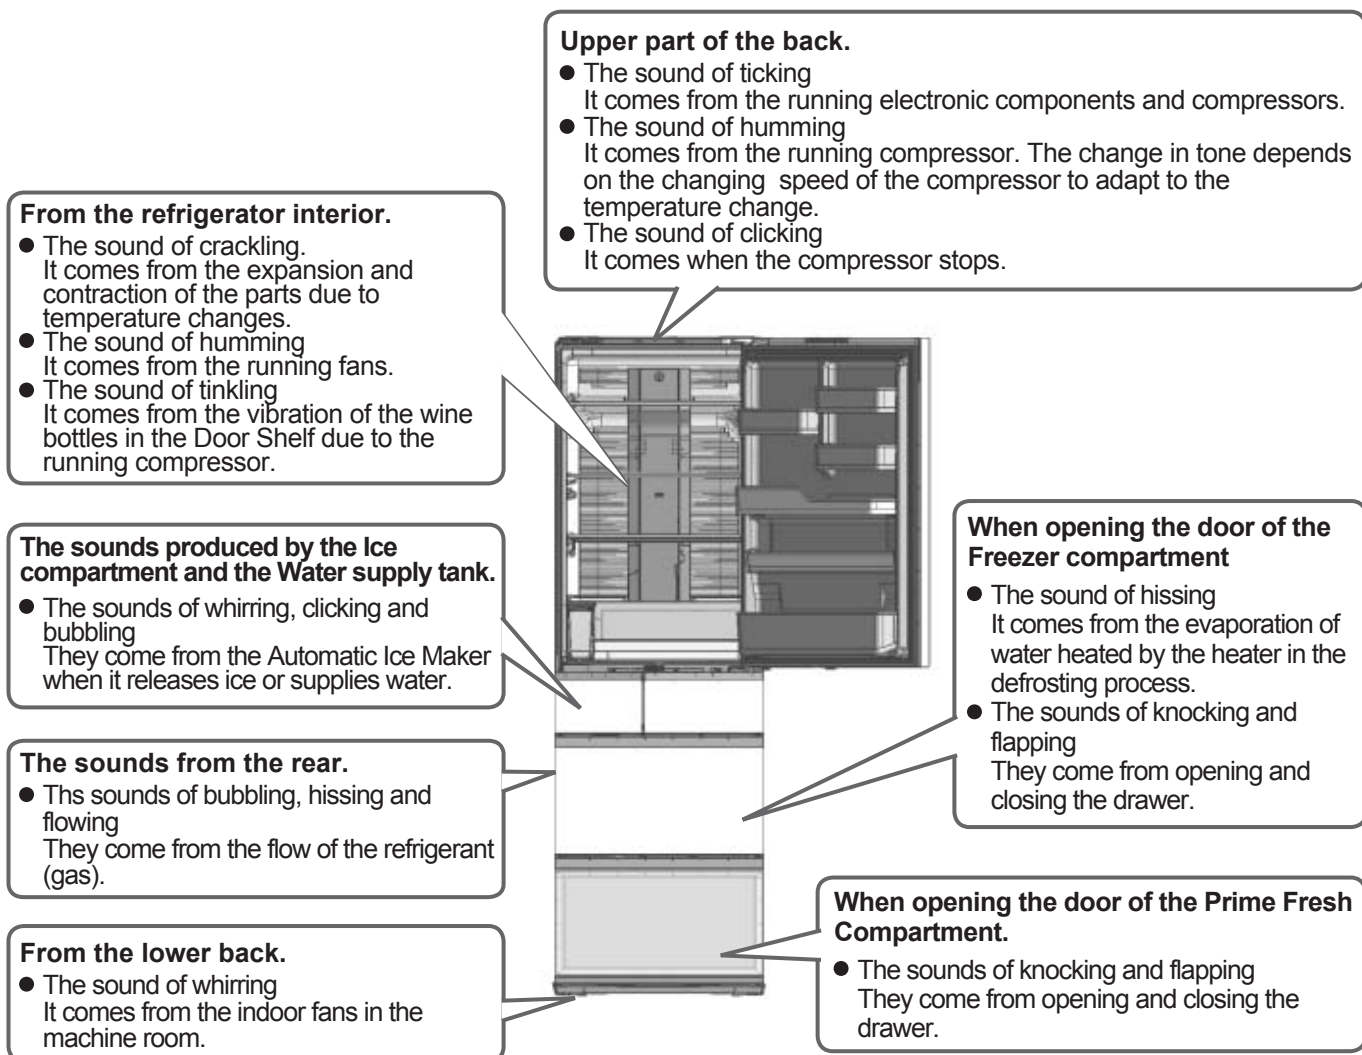 Upper part of the back.
● The sound of ticking
It comes from the running electronic components and compressors.
● The sound of humming
It comes from the running compressor. The change in tone depends
on the changing speed of the compressor to adapt to the
temperature change.
● The sound of clicking
It comes when the compressor stops.
From the refrigerator interior.
● The sound of crackling.
It comes from the expansion and
contraction of the parts due to
temperature changes.
● The sound of humming
It comes from the running fans.
● The sound of tinkling
It comes from the vibration of the wine
bottles in the Door Shelf due to the
running compressor.
The sounds produced by the Ice
compartment and the Water supply tank.
● The sounds of whirring, clicking and
bubbling
They come from the Automatic Ice Maker
when it releases ice or supplies water.
The sounds from the rear.
● Ths sounds of bubbling, hissing and
flowing
They come from the flow of the refrigerant
(gas).
From the lower back.
● The sound of whirring
It comes from the indoor fans in the
machine room.
When opening the door of the
Freezer compartment
● The sound of hissing
It comes from the evaporation of
water heated by the heater in the
defrosting process.
● The sounds of knocking and
flapping
They come from opening and
closing the drawer.
When opening the door of the Prime Fresh
Compartment.
● The sounds of knocking and flapping
They come from opening and closing the
drawer.